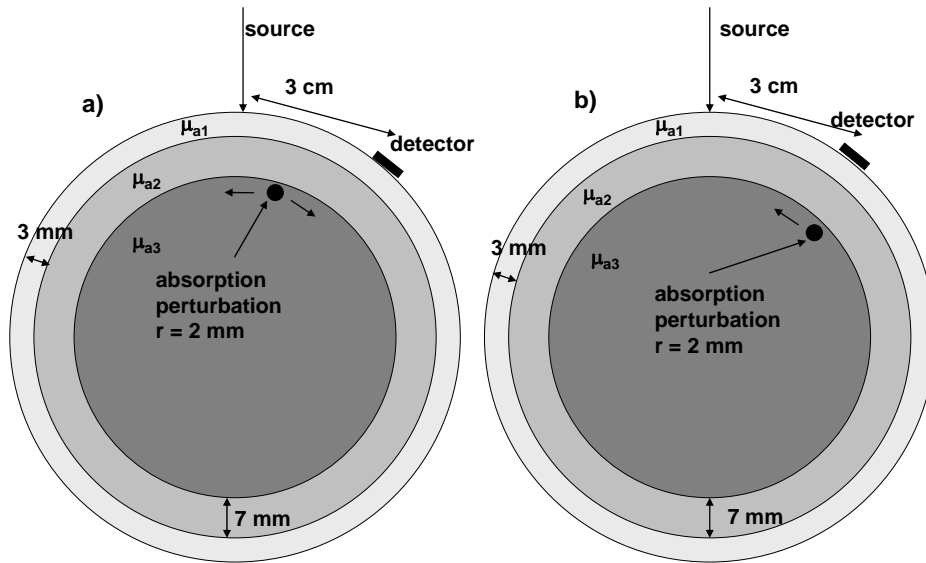 a)
source
3 cm
detector
μa1
μa2
3 mm
μa3
absorption
perturbation
r = 2 mm
7 mm
b)
source
3 cm
detector
μa1
μa2
3 mm
μa3
absorption
perturbation
r = 2 mm
7 mm